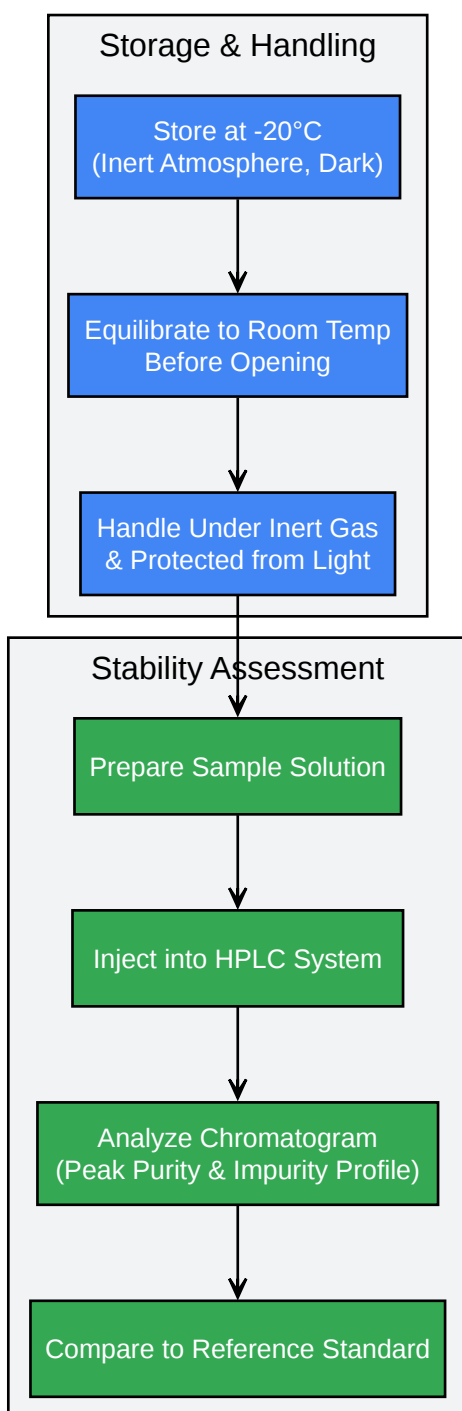 Storage & Handling
Store at -20°C
(Inert Atmosphere, Dark)
Equilibrate to Room Temp
Before Opening
Handle Under Inert Gas
& Protected from Light
Stability Assessment
Prepare Sample Solution
Inject into HPLC System
Analyze Chromatogram
(Peak Purity & Impurity Profile)
Compare to Reference Standard